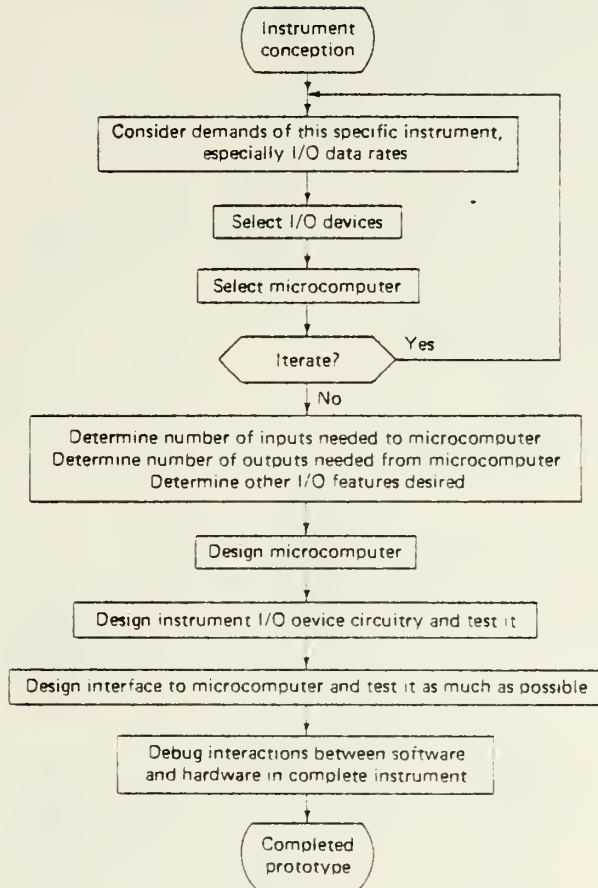 Instrument
conception
Consider demands of this specific instrument,
especially I/O data rates
Select I/O devices
Select microcomputer
Iterate?
Yes
No
Determine number of inputs needed to microcomputer
Determine number of outputs needed from microcomputer
Determine other I/O features desired
Design microcomputer
Design instrument I/O oevice circuitry and test it
Design interface to microcomputer and test it as much as possible
Debug interactions between software
and hardware in complete instrument
Completed
prototype